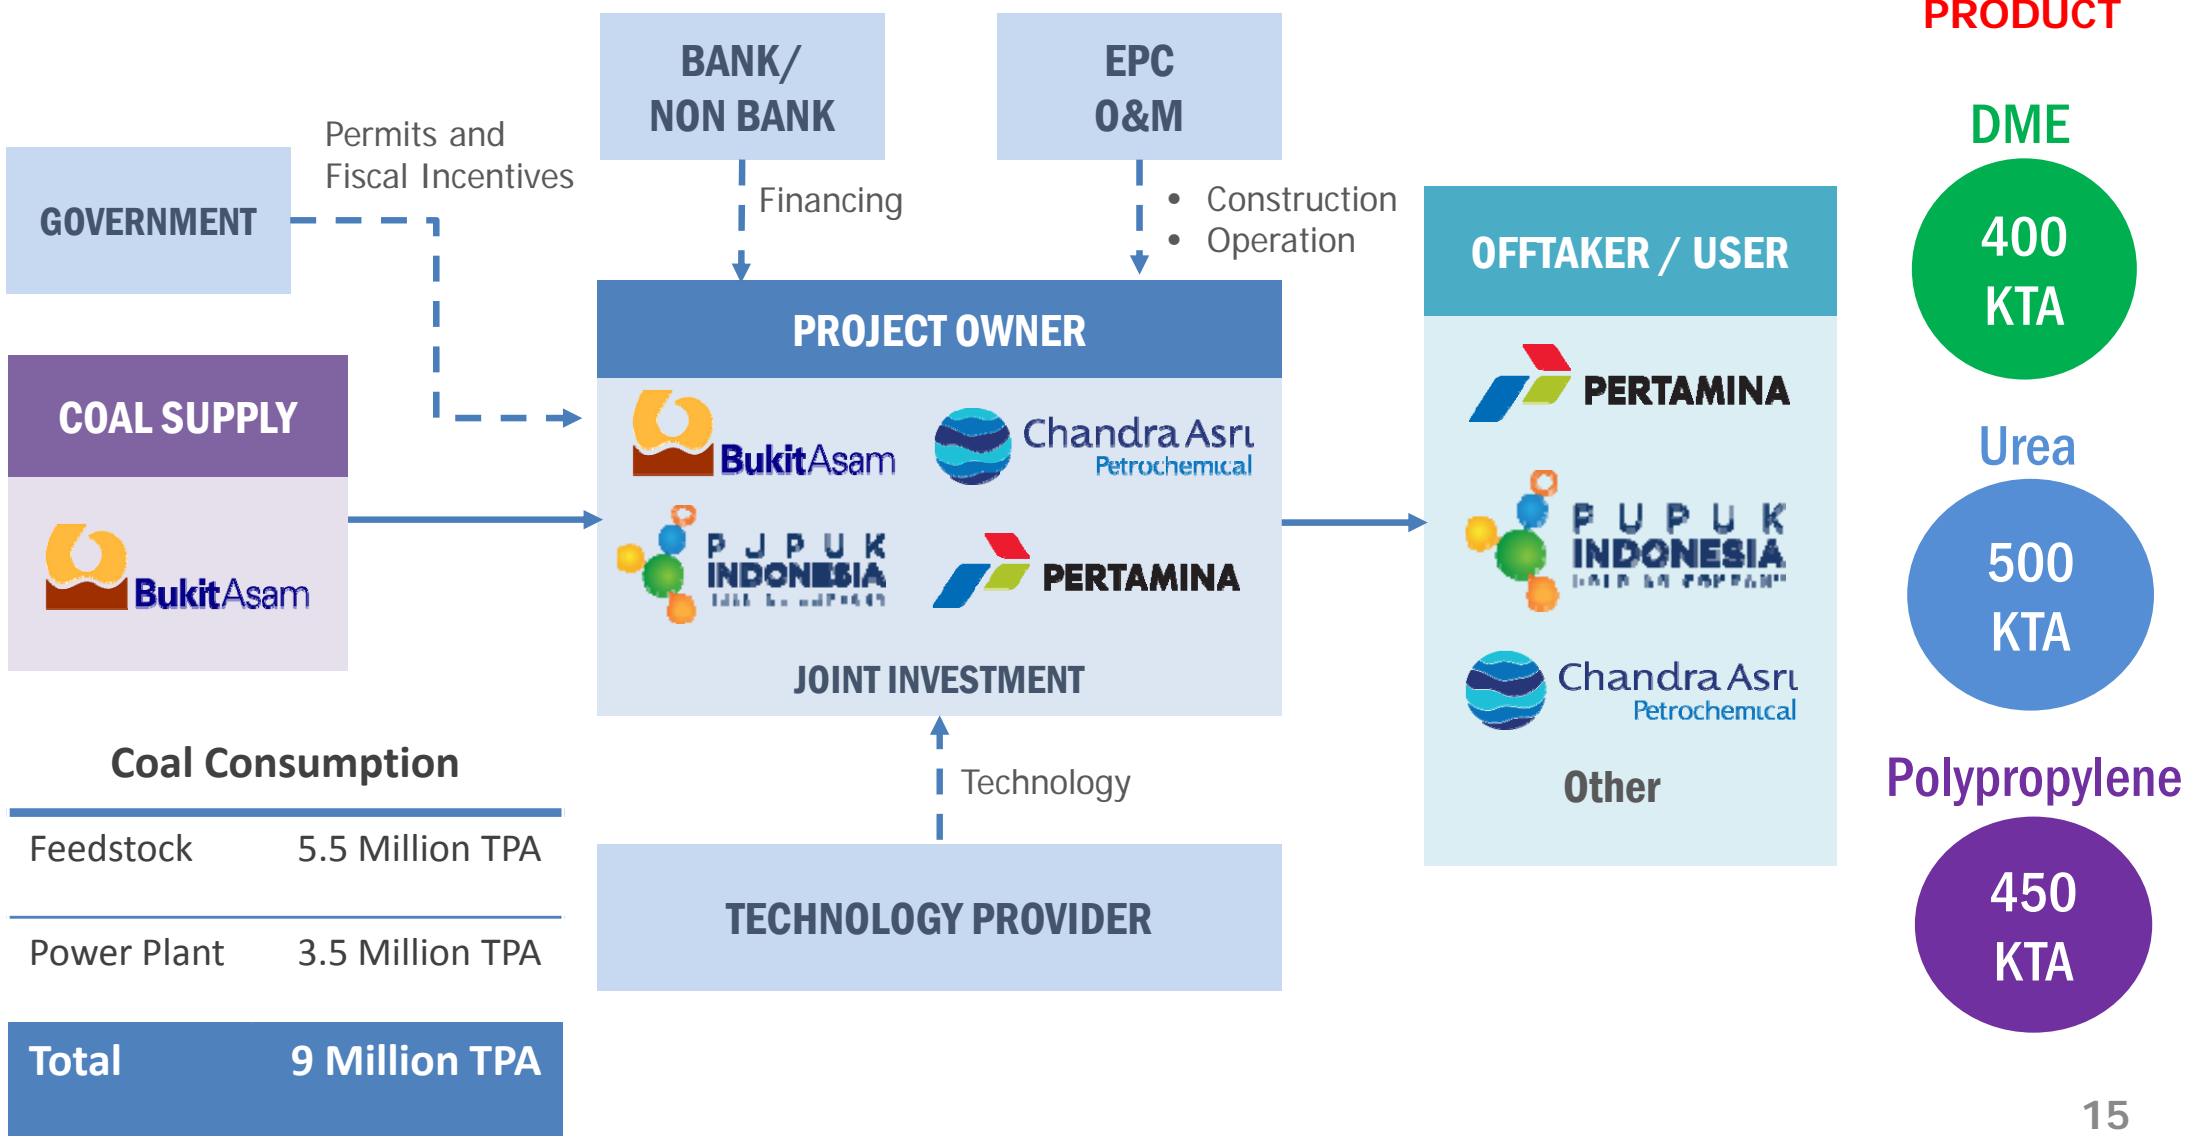 PRODUCT
BANK/
NON BANK
EPC
O&M
Permits and
Fiscal Incentives
GOVERNMENT
Financing
• Construction
• Operation
COAL SUPPLY
BukitAsam
PROJECT OWNER
BukitAsam
Chandra Asri
Petrochemical
INDONESIA
PERTAMINA
JOINT INVESTMENT
Technology
TECHNOLOGY PROVIDER
OFFTAKER / USER
PERTAMINA
PUPUK
INDONESIA
Chandra Asri
Petrochemical
Other
DME
400
KTA
Urea
500
KTA
Polypropylene
450
KTA
Coal Consumption
Feedstock 5.5 Million TPA
Power Plant 3.5 Million TPA
Total 9 Million TPA
15